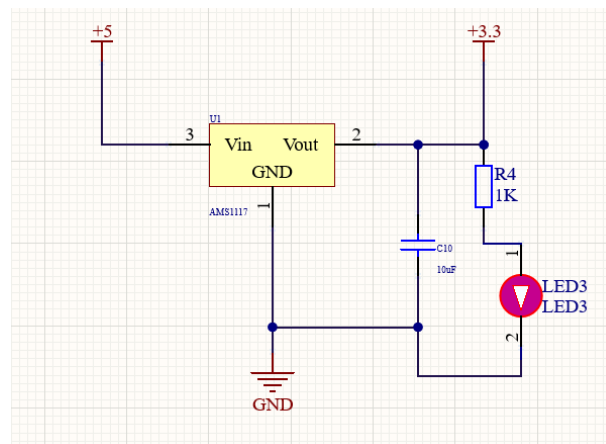 +5
+3.3
U1
3
Vin
Vout
2
GND
R4
1K
AMS1117
1
C10
10uF
1
LED3
LED3
2
GND